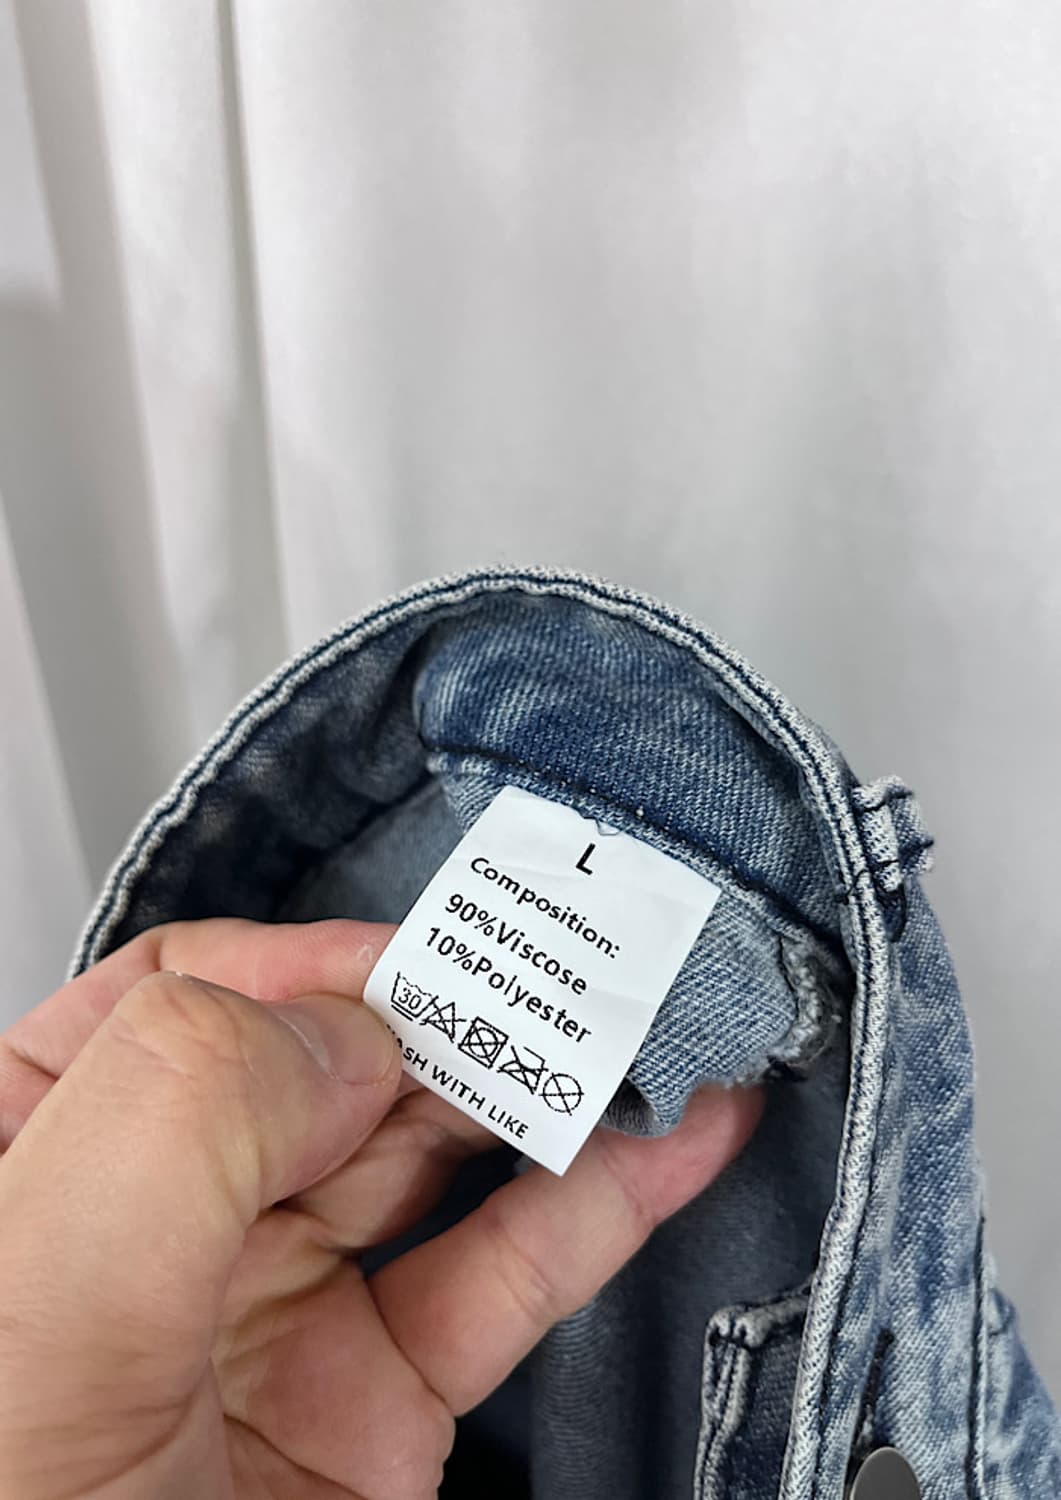 L
Composition:
90%Viscose
10%Polyester
30
WITH LIKE